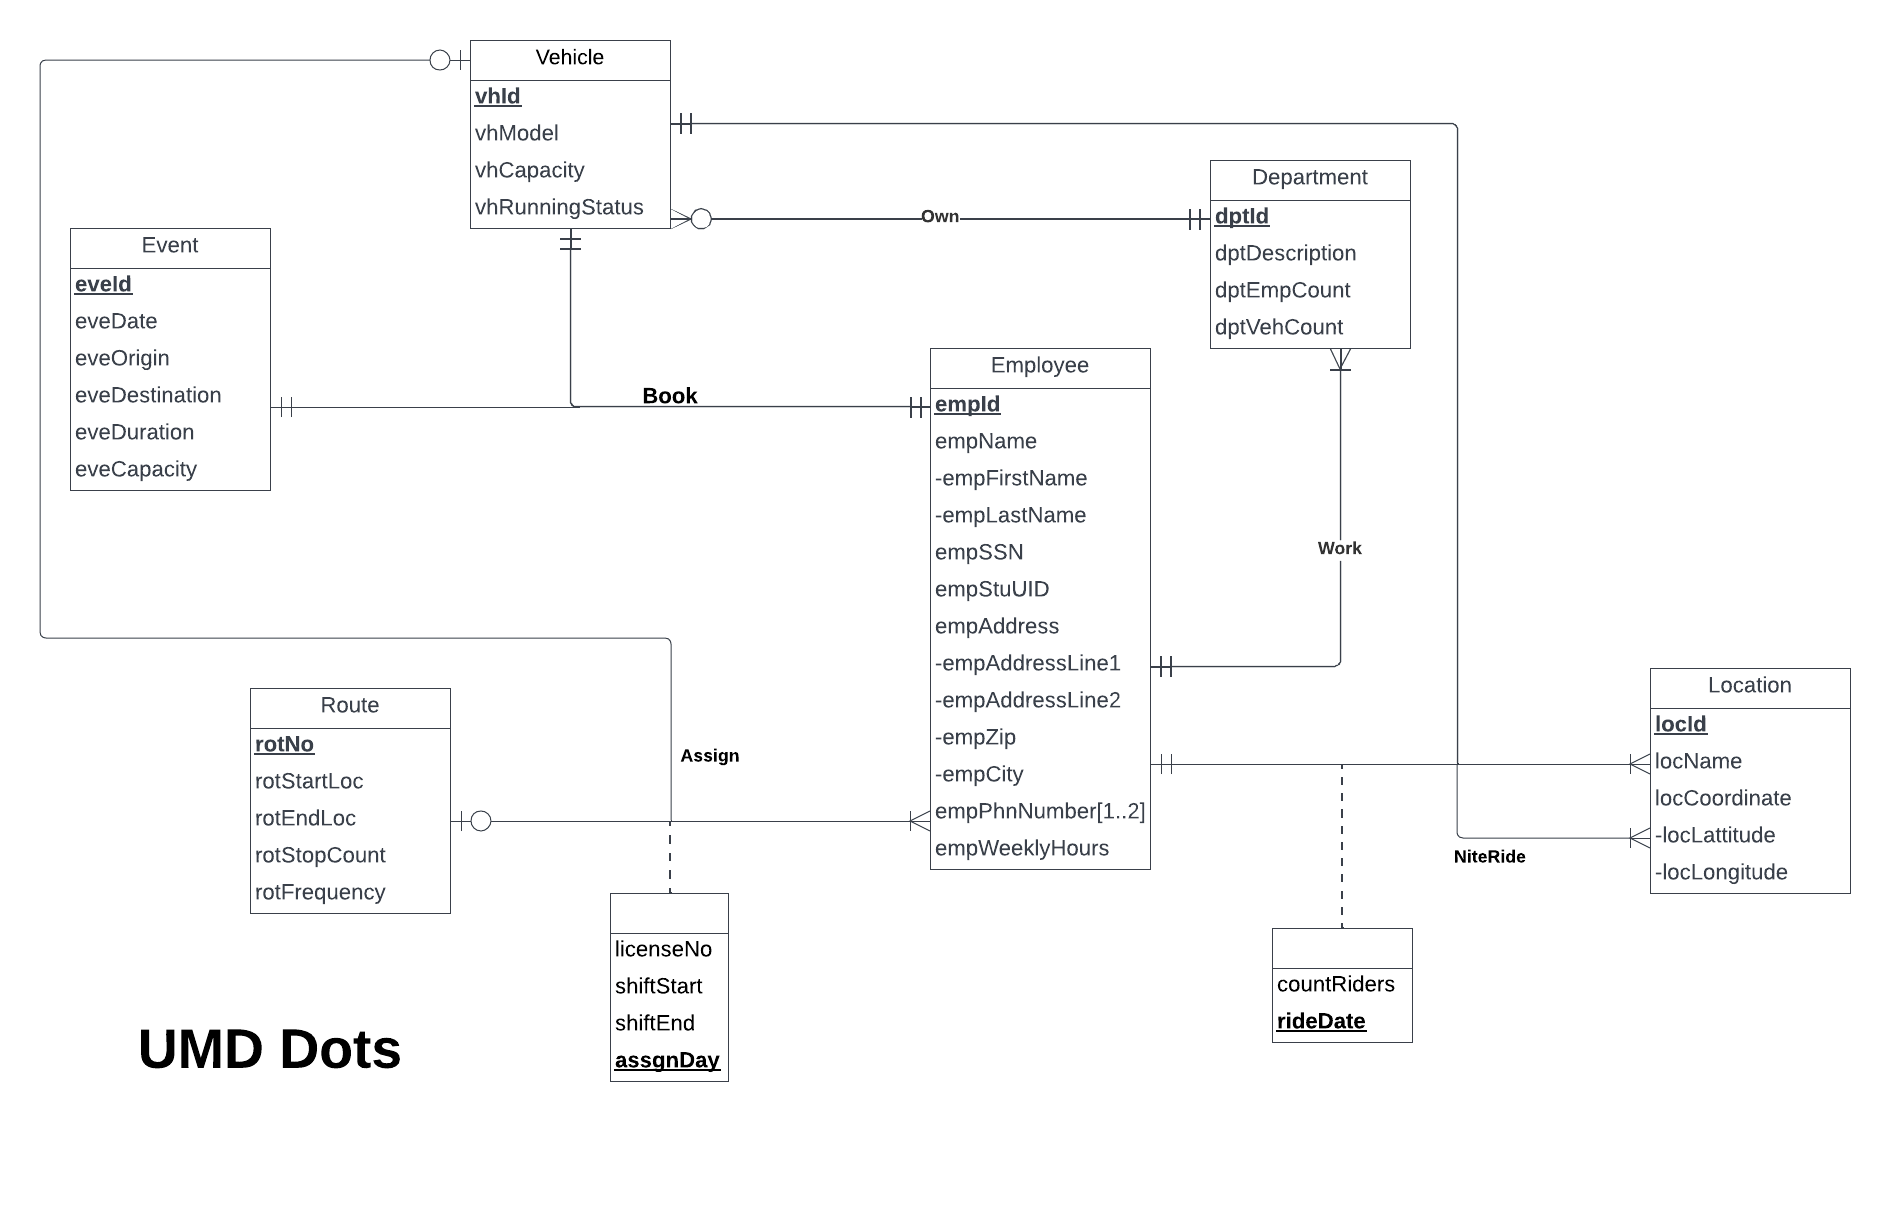 Vehicle
vhId
vhModel
vhCapacity
vhRunningStatus
Department
dptId
dptDescription
dptEmpCount
dptVehCount
Own
Event
eveId
eveDate
eveOrigin
eveDestination
eveDuration
eveCapacity
Book
Employee
empId
empName
-empFirstName
-empLastName
empSSN
empStuUID
empAddress
-empAddressLine1
-empAddressLine2
-empZip
-empCity
empPhnNumber[1..2]
empWeeklyHours
Work
Route
rotNo
rotStartLoc
rotEndLoc
rotStopCount
rotFrequency
Assign
Location
locId
locName
locCoordinate
-locLattitude
-locLongitude
NiteRide
licenseNo
shiftStart
shiftEnd
assgnDay
countRiders
rideDate
UMD Dots